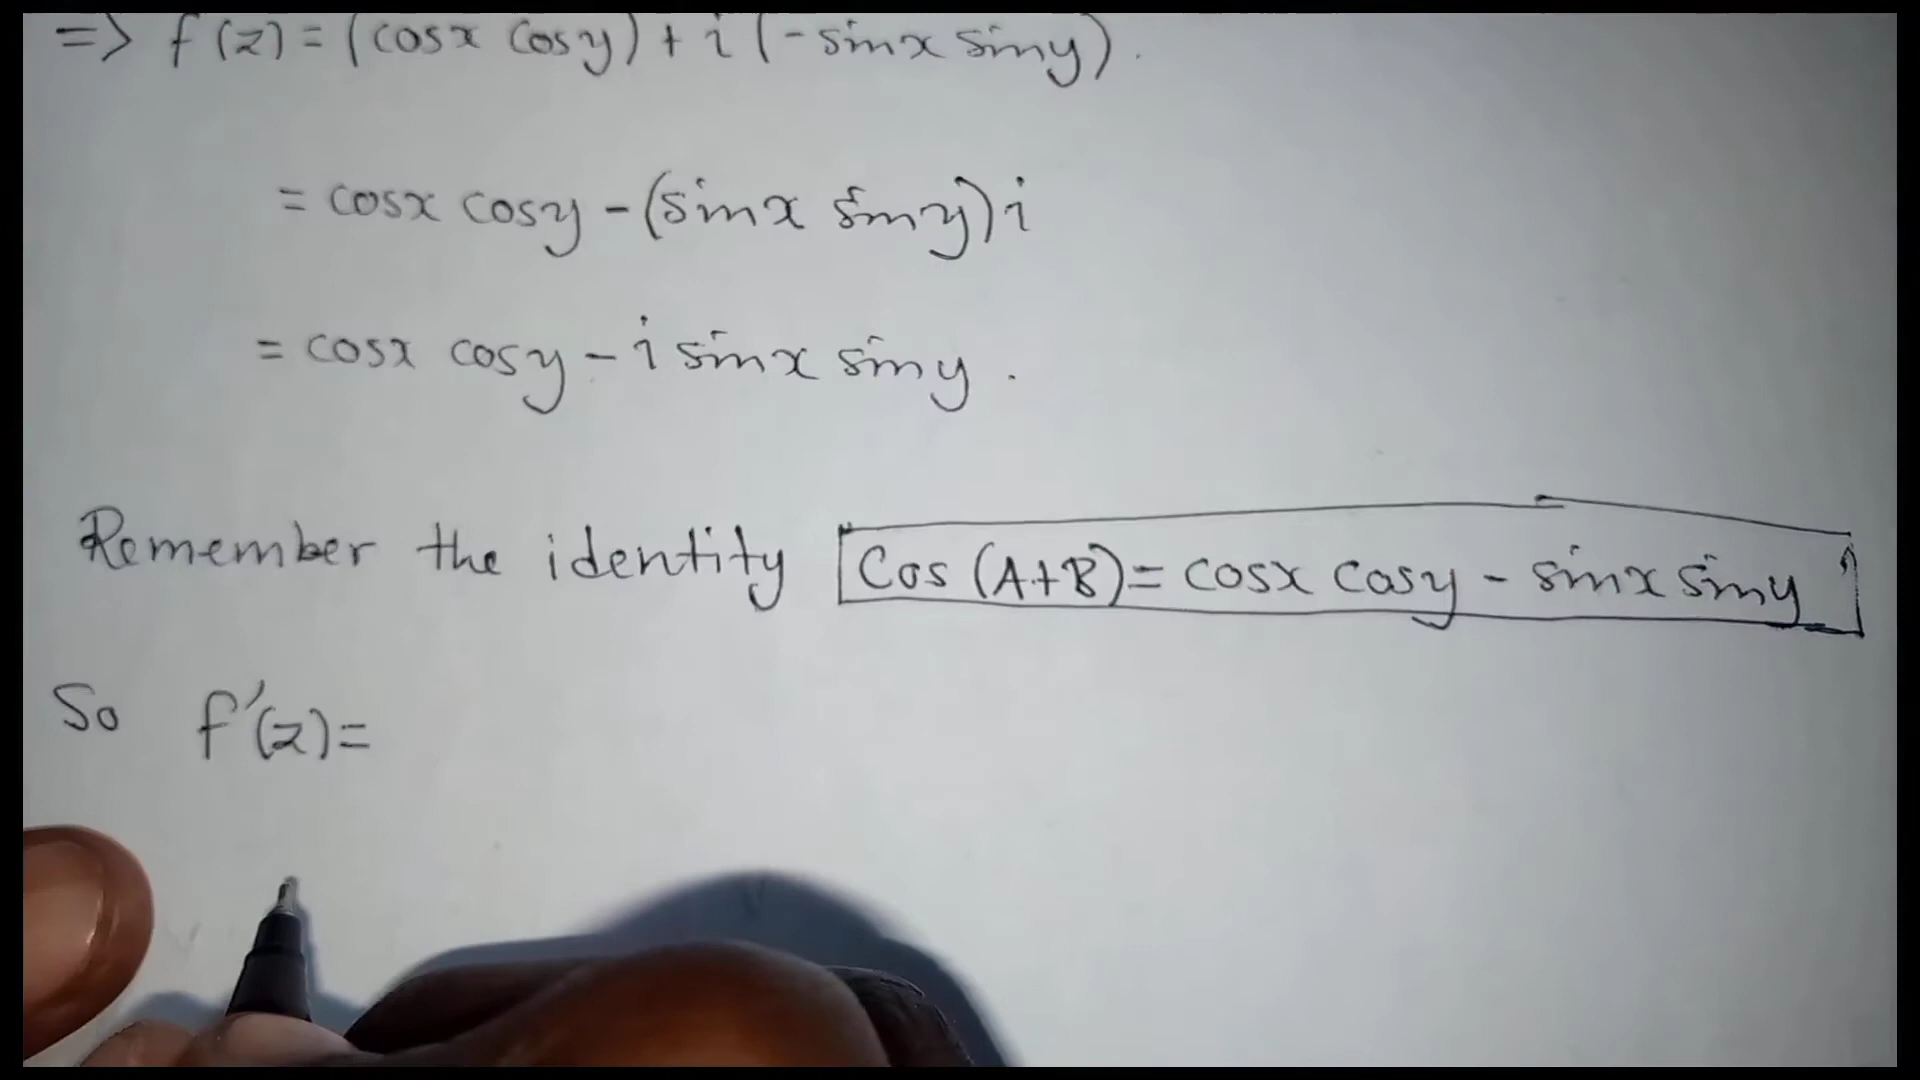 => f(z) = (cosx cosy) + i (-sinx siny).
= cosx cosy - (sinx siny) i
= cosx cosy - i sinx siny.
Remember the identity Cos (A+B) = cosx cosy - sinx siny
So f'(z) =